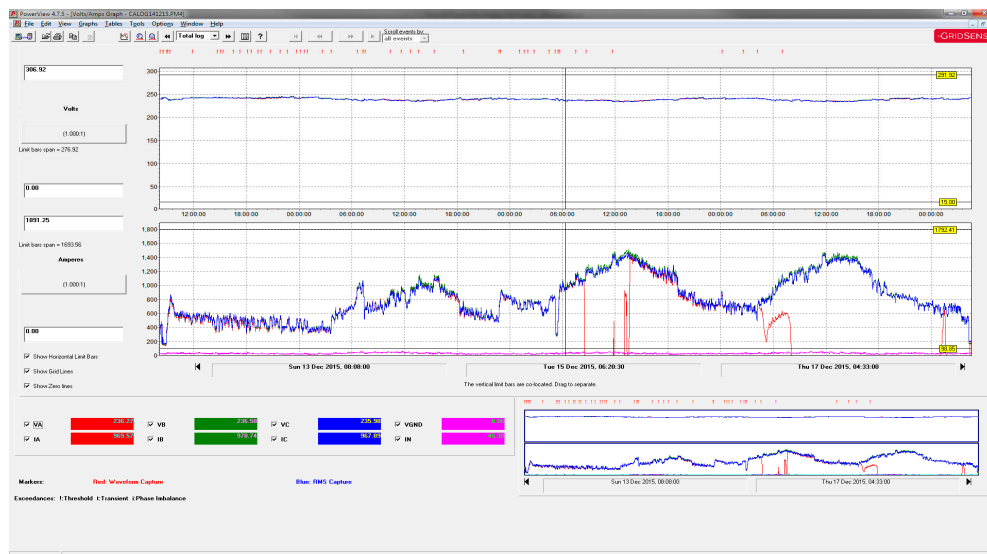 PowerView 4.7.5 - [Volts/Amps Graph - CALOG141215.PM4]
File Edit View Graphs Tables Tools Options Window Help
Total log
?
Scroll events by:
all events
GRIDSENS
306.92
Volts
(1.000:1)
Limit bars span = 276.92
0.00
300
250
200
150
100
50
0
291.92
15.00
12:00:00 18:00:00 00:00:00 06:00:00 12:00:00 18:00:00 00:00:00 06:00:00 12:00:00 18:00:00 00:00:00 06:00:00 12:00:00 18:00:00 00:00:00
1891.25
Limit bars span = 1693.56
Amperes
(1.000:1)
0.00
1,800
1,600
1,400
1,200
1,000
800
600
400
200
0
1792.41
98.85
Show Horizontal Limit Bars
Show Grid Lines
Show Zero lines
Sun 13 Dec 2015, 08:08:00 Tue 15 Dec 2015, 06:20:30 Thu 17 Dec 2015, 04:33:00
The vertical limit bars are co-located. Drag to separate.
VA 236.27 VB 236.58 VC 235.98 VGND
IA 969.57 IB 978.74 IC 967.89 IN
Sun 13 Dec 2015, 08:08:00 Thu 17 Dec 2015, 04:33:00
Markers: Red: Waveform Capture Blue: RMS Capture
Exceedances: !:Threshold t:Transient i:Phase Imbalance